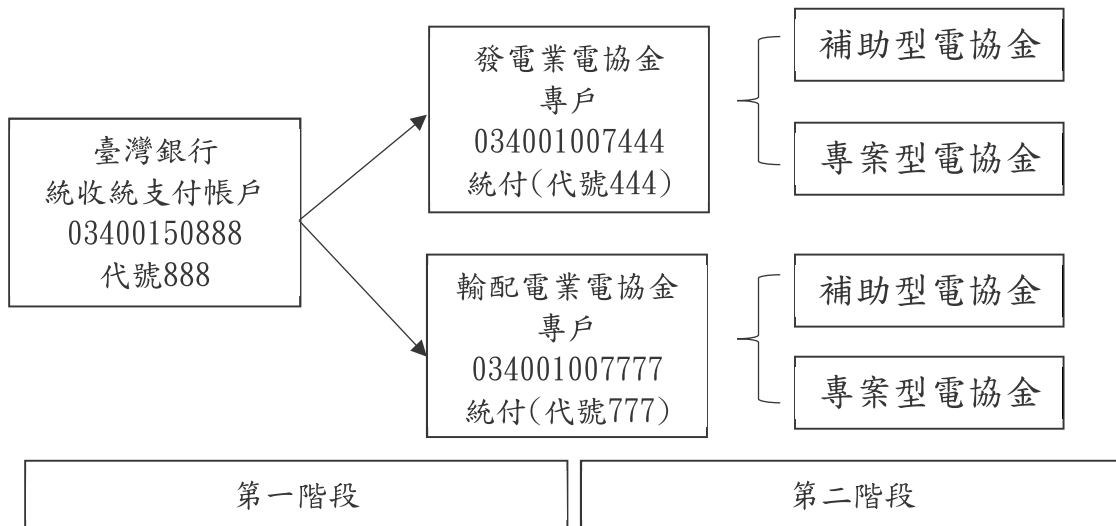 臺灣銀行
統收統支付帳戶
03400150888
代號888
發電業電協金
專戶
034001007444
統付(代號444)
補助型電協金
專案型電協金
輸配電業電協金
專戶
034001007777
統付(代號777)
補助型電協金
專案型電協金
第一階段
第二階段